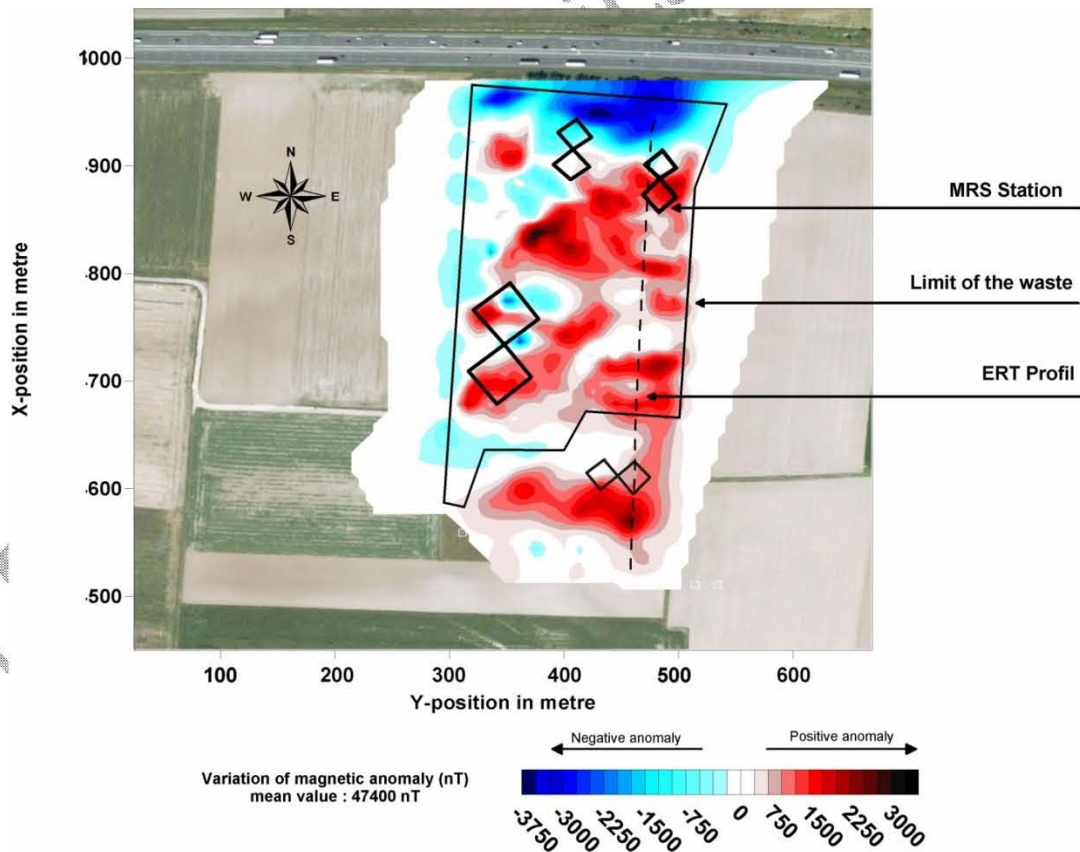 1000
.900
.800
.700
.600
.500
X-position in metre
N
W E
S
MRS Station
Limit of the waste
ERT Profil
100 200 300 400 500 600
Y-position in metre
Negative anomaly Positive anomaly
Variation of magnetic anomaly (nT)
mean value : 47400 nT
-3750 -3000 -2250 -1500 -750 0 750 1500 2250 3000